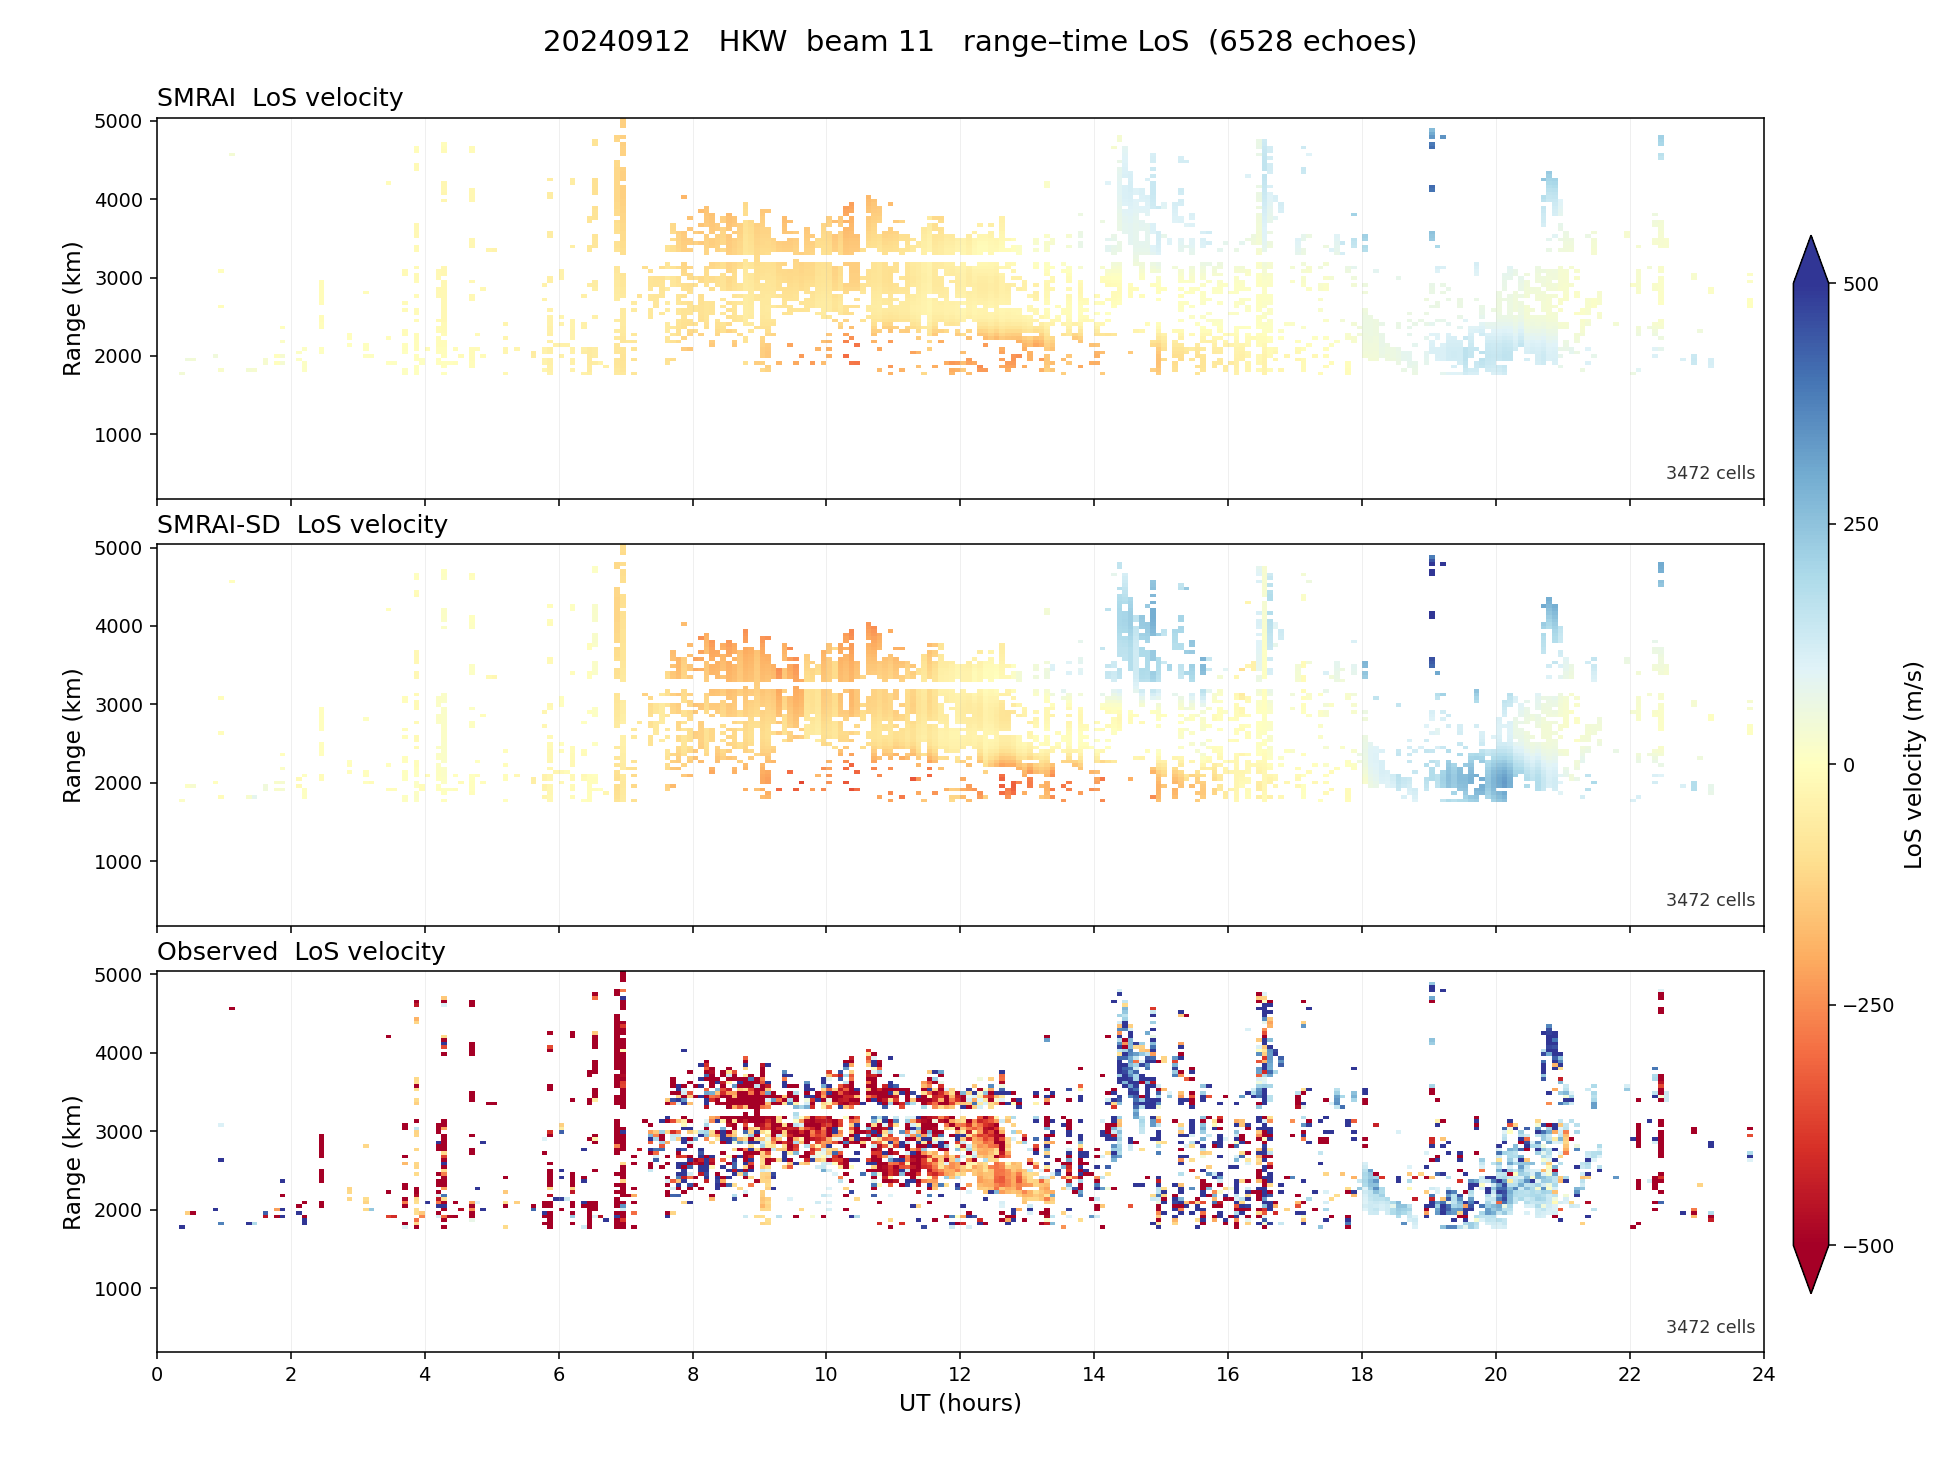 20240912   HKW  beam 11   range–time LoS  (6528 echoes)
SMRAI  LoS velocity
5000
4000
3000
2000
1000
Range (km)
3472 cells
SMRAI-SD  LoS velocity
5000
4000
3000
2000
1000
Range (km)
3472 cells
Observed  LoS velocity
5000
4000
3000
2000
1000
Range (km)
3472 cells
0 2 4 6 8 10 12 14 16 18 20 22 24
UT (hours)
500
250
0
−250
−500
LoS velocity (m/s)